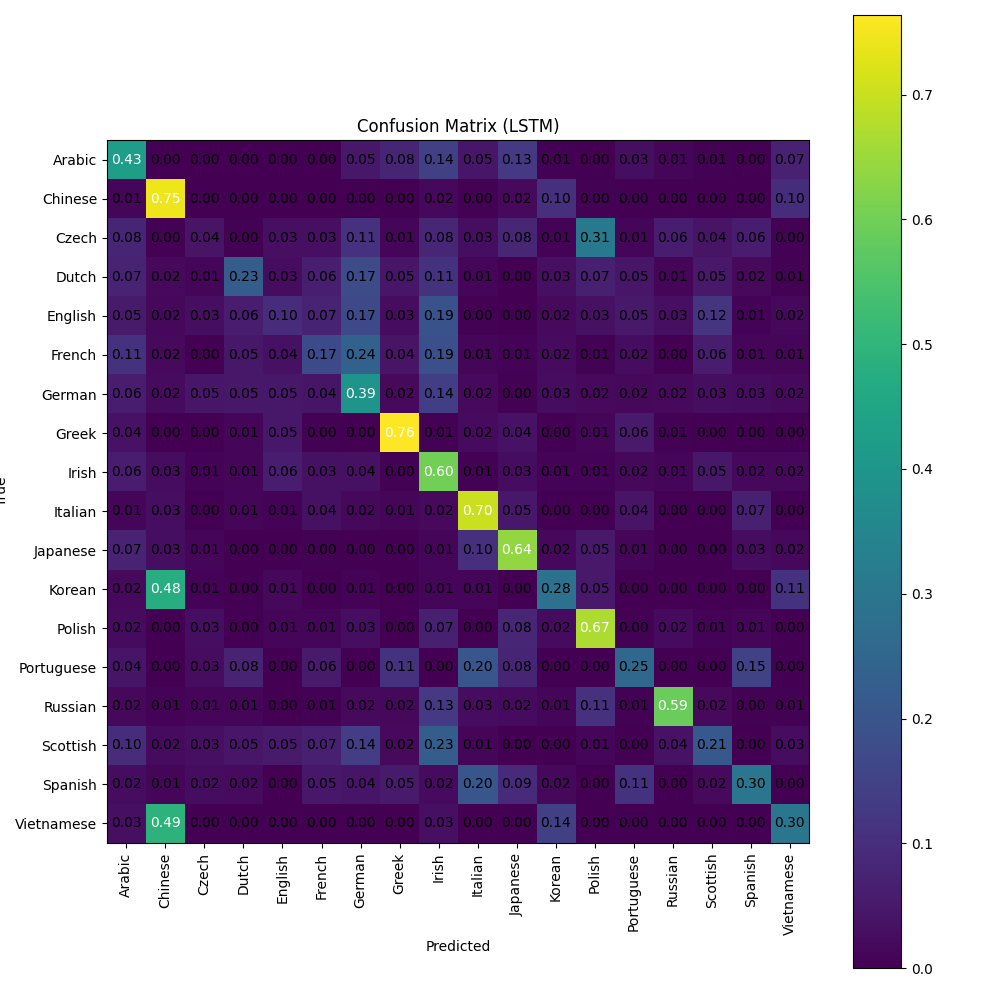 Confusion Matrix (LSTM)
Arabic 0.43 0.00 0.00 0.00 0.00 0.00 0.05 0.08 0.14 0.05 0.13 0.01 0.00 0.03 0.01 0.01 0.00 0.07
Chinese 0.01 0.75 0.00 0.00 0.00 0.00 0.00 0.00 0.02 0.00 0.02 0.10 0.00 0.00 0.00 0.00 0.00 0.10
Czech 0.08 0.00 0.04 0.00 0.03 0.03 0.11 0.01 0.08 0.03 0.08 0.01 0.31 0.01 0.06 0.04 0.06 0.00
Dutch 0.07 0.02 0.01 0.23 0.03 0.06 0.17 0.05 0.11 0.01 0.00 0.03 0.07 0.05 0.01 0.05 0.02 0.01
English 0.05 0.02 0.03 0.06 0.10 0.07 0.17 0.03 0.19 0.00 0.00 0.02 0.03 0.05 0.03 0.12 0.01 0.02
French 0.11 0.02 0.00 0.05 0.04 0.17 0.24 0.04 0.19 0.01 0.01 0.02 0.01 0.02 0.00 0.06 0.01 0.01
German 0.06 0.02 0.05 0.05 0.05 0.04 0.39 0.02 0.14 0.02 0.00 0.03 0.02 0.02 0.02 0.03 0.03 0.02
Greek 0.04 0.00 0.00 0.01 0.05 0.00 0.00 0.76 0.01 0.02 0.04 0.00 0.01 0.06 0.01 0.00 0.00 0.00
Irish 0.06 0.03 0.01 0.01 0.06 0.03 0.04 0.00 0.60 0.01 0.03 0.01 0.01 0.02 0.01 0.05 0.02 0.02
Italian 0.01 0.03 0.00 0.01 0.01 0.04 0.02 0.01 0.02 0.70 0.05 0.00 0.00 0.04 0.00 0.00 0.07 0.00
Japanese 0.07 0.03 0.01 0.00 0.00 0.00 0.00 0.00 0.01 0.10 0.64 0.02 0.05 0.01 0.00 0.00 0.03 0.02
Korean 0.02 0.48 0.01 0.00 0.01 0.00 0.01 0.00 0.01 0.01 0.00 0.28 0.05 0.00 0.00 0.00 0.00 0.11
Polish 0.02 0.00 0.03 0.00 0.01 0.01 0.03 0.00 0.07 0.00 0.08 0.02 0.67 0.00 0.02 0.01 0.01 0.00
Portuguese 0.04 0.00 0.03 0.08 0.00 0.06 0.00 0.11 0.00 0.20 0.08 0.00 0.00 0.25 0.00 0.00 0.15 0.00
Russian 0.02 0.01 0.01 0.01 0.00 0.01 0.02 0.02 0.13 0.03 0.02 0.01 0.11 0.01 0.59 0.02 0.00 0.01
Scottish 0.10 0.02 0.03 0.05 0.05 0.07 0.14 0.02 0.23 0.01 0.00 0.00 0.01 0.00 0.04 0.21 0.00 0.03
Spanish 0.02 0.01 0.02 0.02 0.00 0.05 0.04 0.05 0.02 0.20 0.09 0.02 0.00 0.11 0.00 0.02 0.30 0.00
Vietnamese 0.03 0.49 0.00 0.00 0.00 0.00 0.00 0.00 0.03 0.00 0.00 0.14 0.00 0.00 0.00 0.00 0.00 0.30
Arabic Chinese Czech Dutch English French German Greek Irish Italian Japanese Korean Polish Portuguese Russian Scottish Spanish Vietnamese
Predicted
0.7
0.6
0.5
0.4
0.3
0.2
0.1
0.0